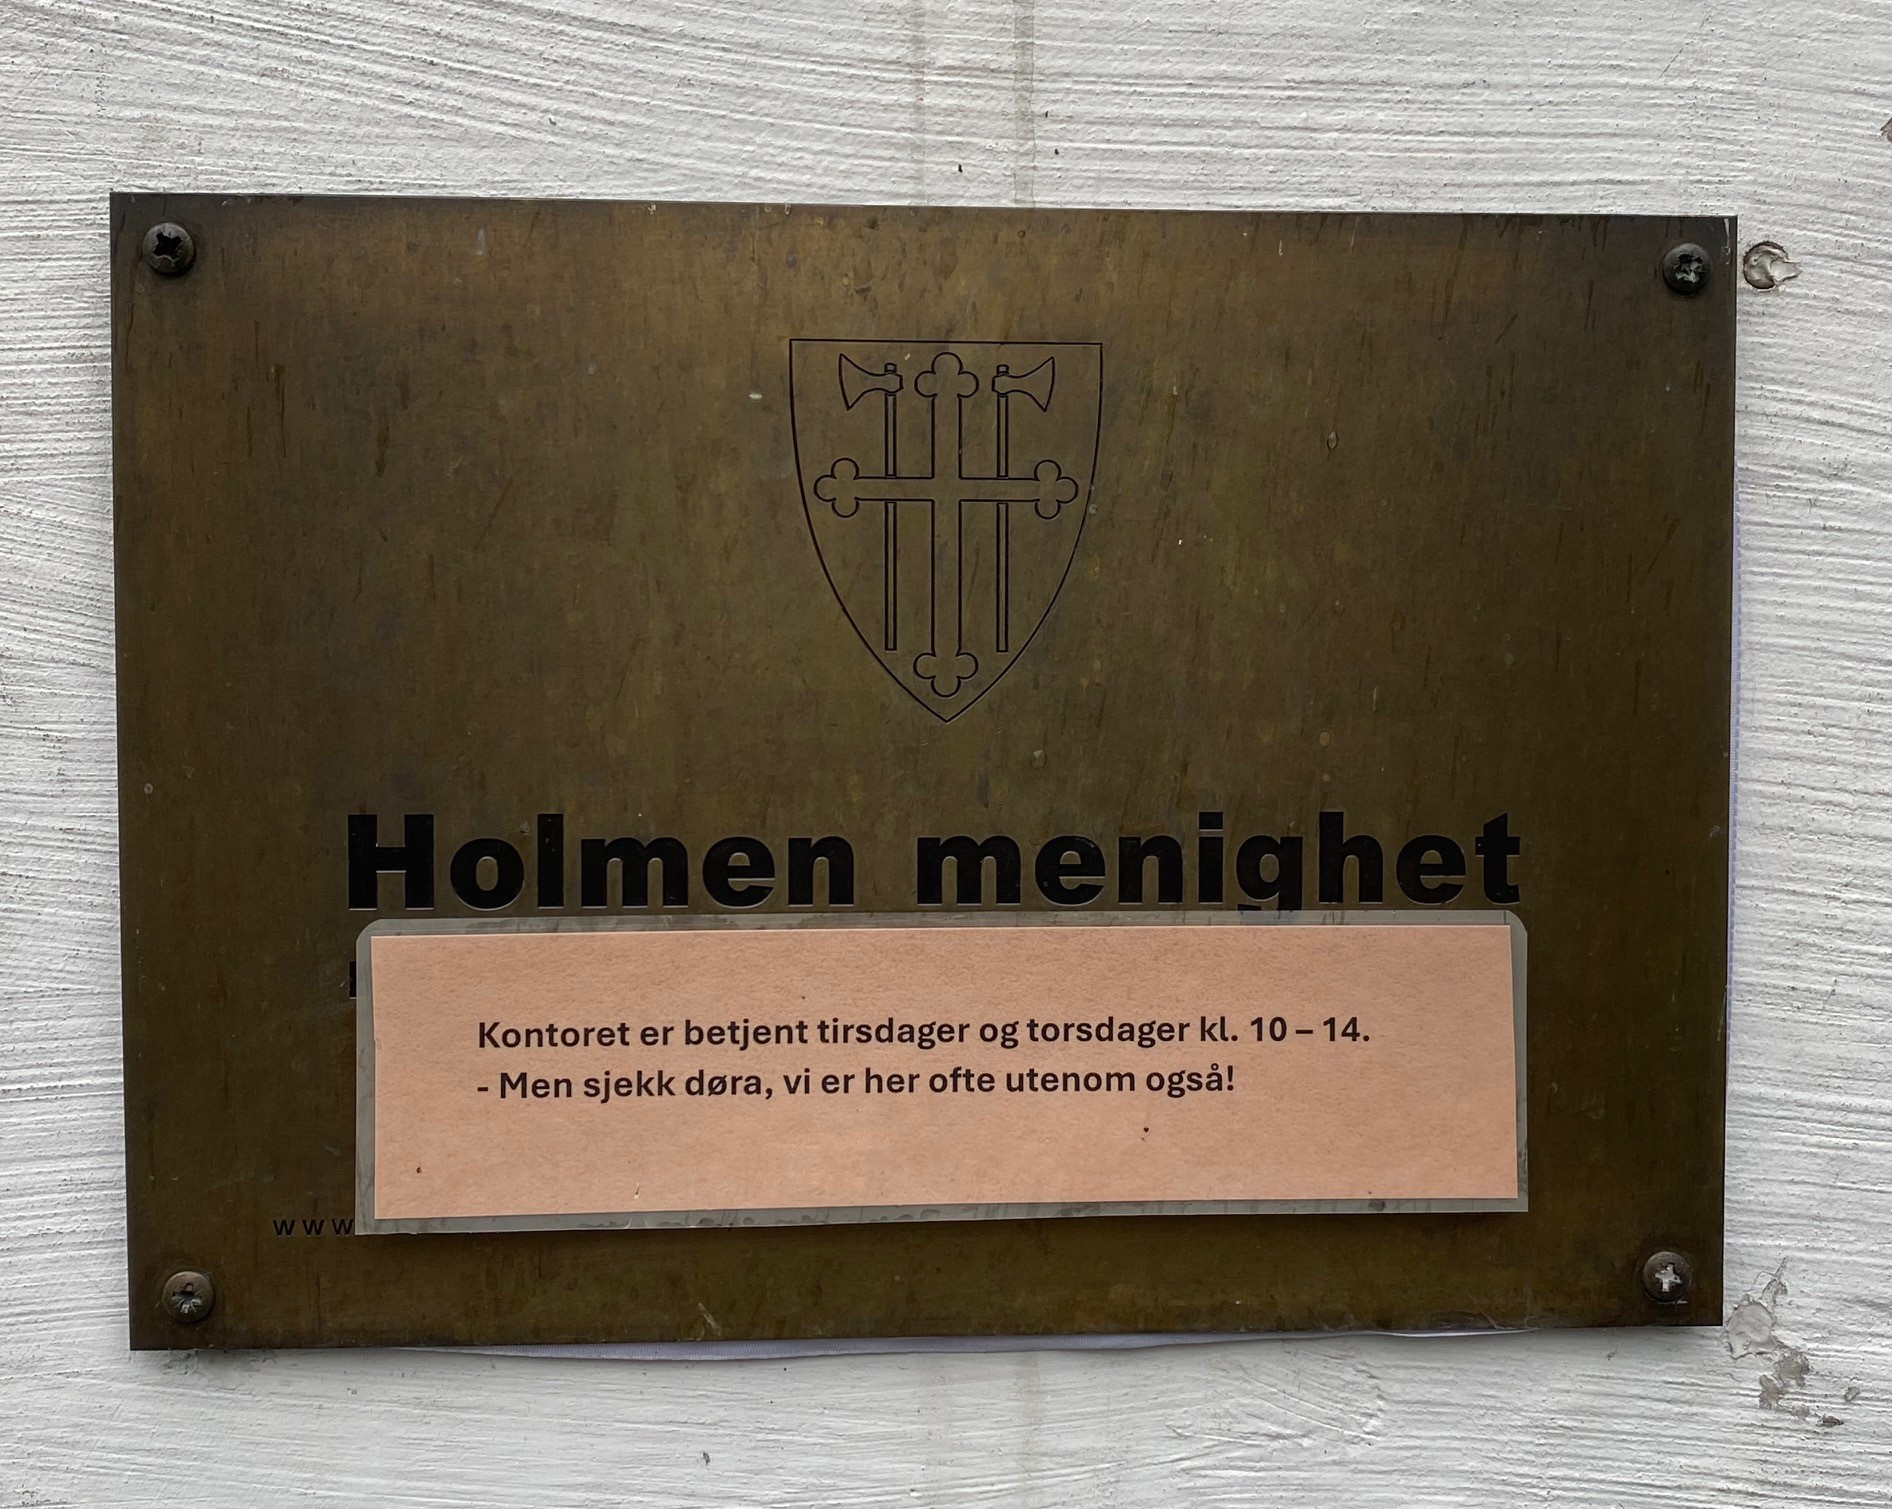 Holmen menighet
Kontoret er betjent tirsdager og torsdager kl. 10 – 14.
- Men sjekk døra, vi er her ofte utenom også!
www